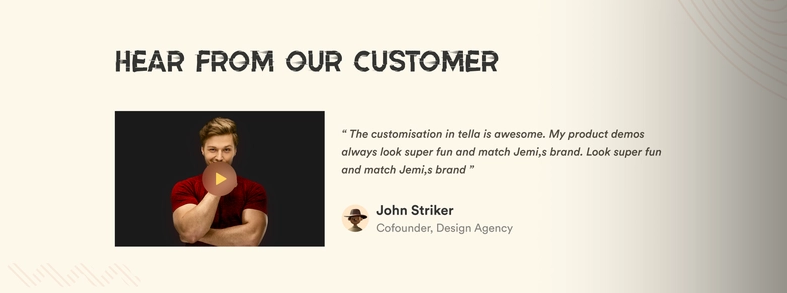 HEAR FROM OUR CUSTOMER
“ The customisation in tella is awesome. My product demos
always look super fun and match Jemi,s brand. Look super fun
and match Jemi,s brand ”
John Striker
Cofounder, Design Agency